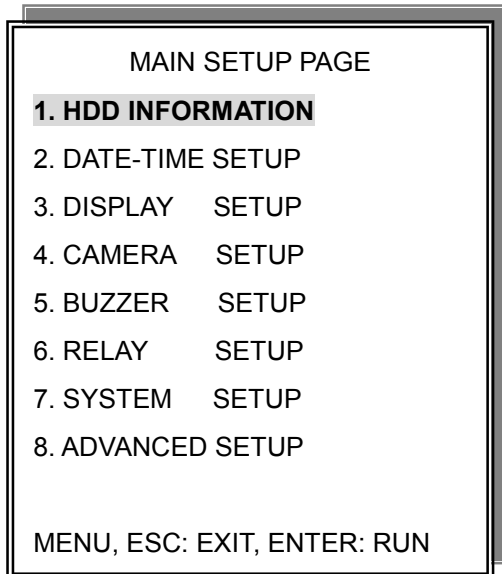 MAIN SETUP PAGE
1. HDD INFORMATION
2. DATE-TIME SETUP
3. DISPLAY SETUP
4. CAMERA SETUP
5. BUZZER SETUP
6. RELAY SETUP
7. SYSTEM SETUP
8. ADVANCED SETUP
MENU, ESC: EXIT, ENTER: RUN